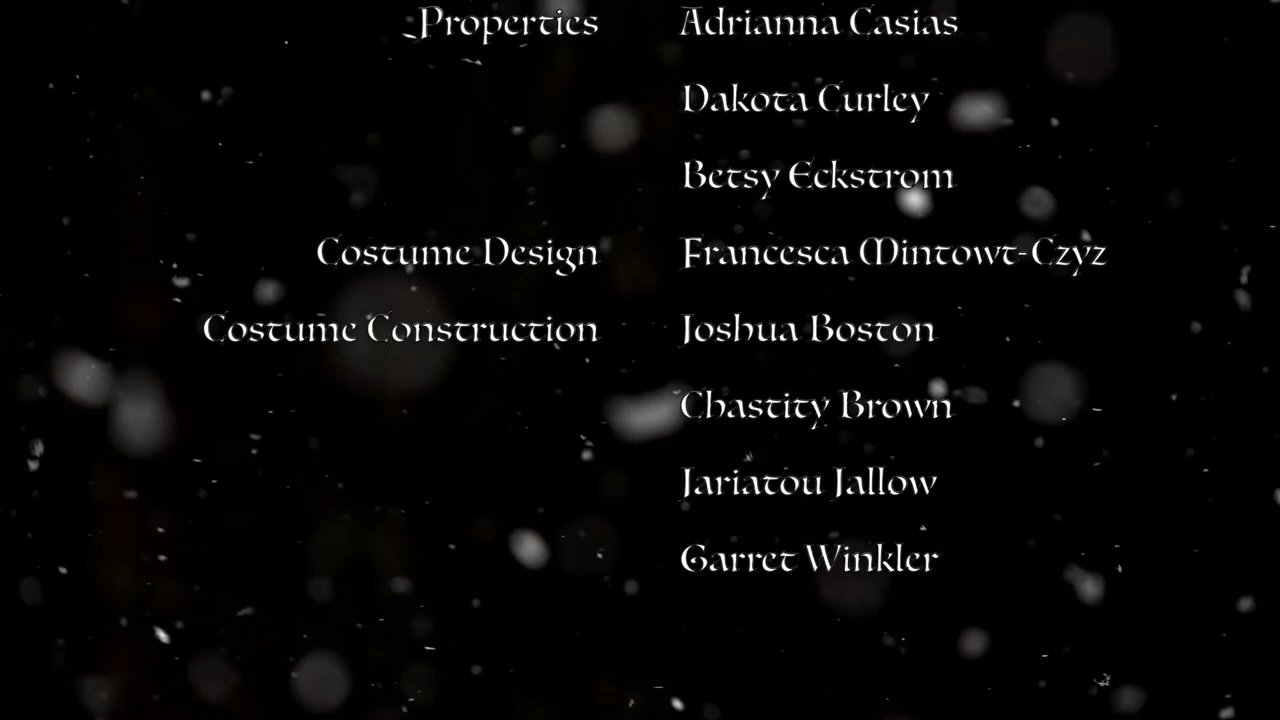 Properties Adrianna Casias
Dakota Curley
Betsy Eckstrom
Costume Design Francesca Mintowt-Czyz
Costume Construction Joshua Boston
Chastity Brown
Jariatou Jallow
Garret Winkler